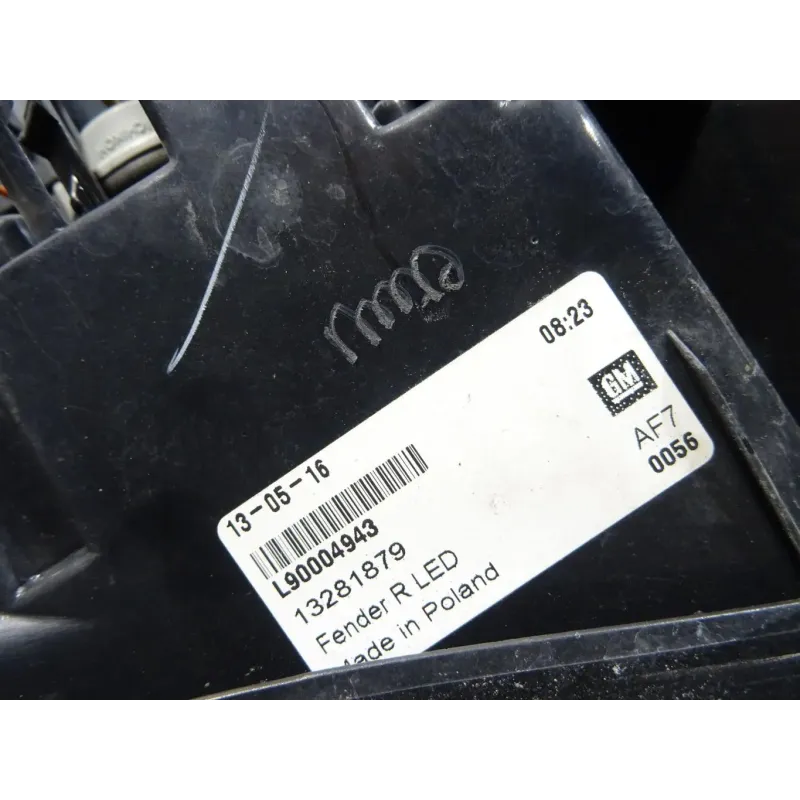 08:23
GM
AF7
0056
13-05-16
L90004943
13281879
Fender R LED
Made in Poland